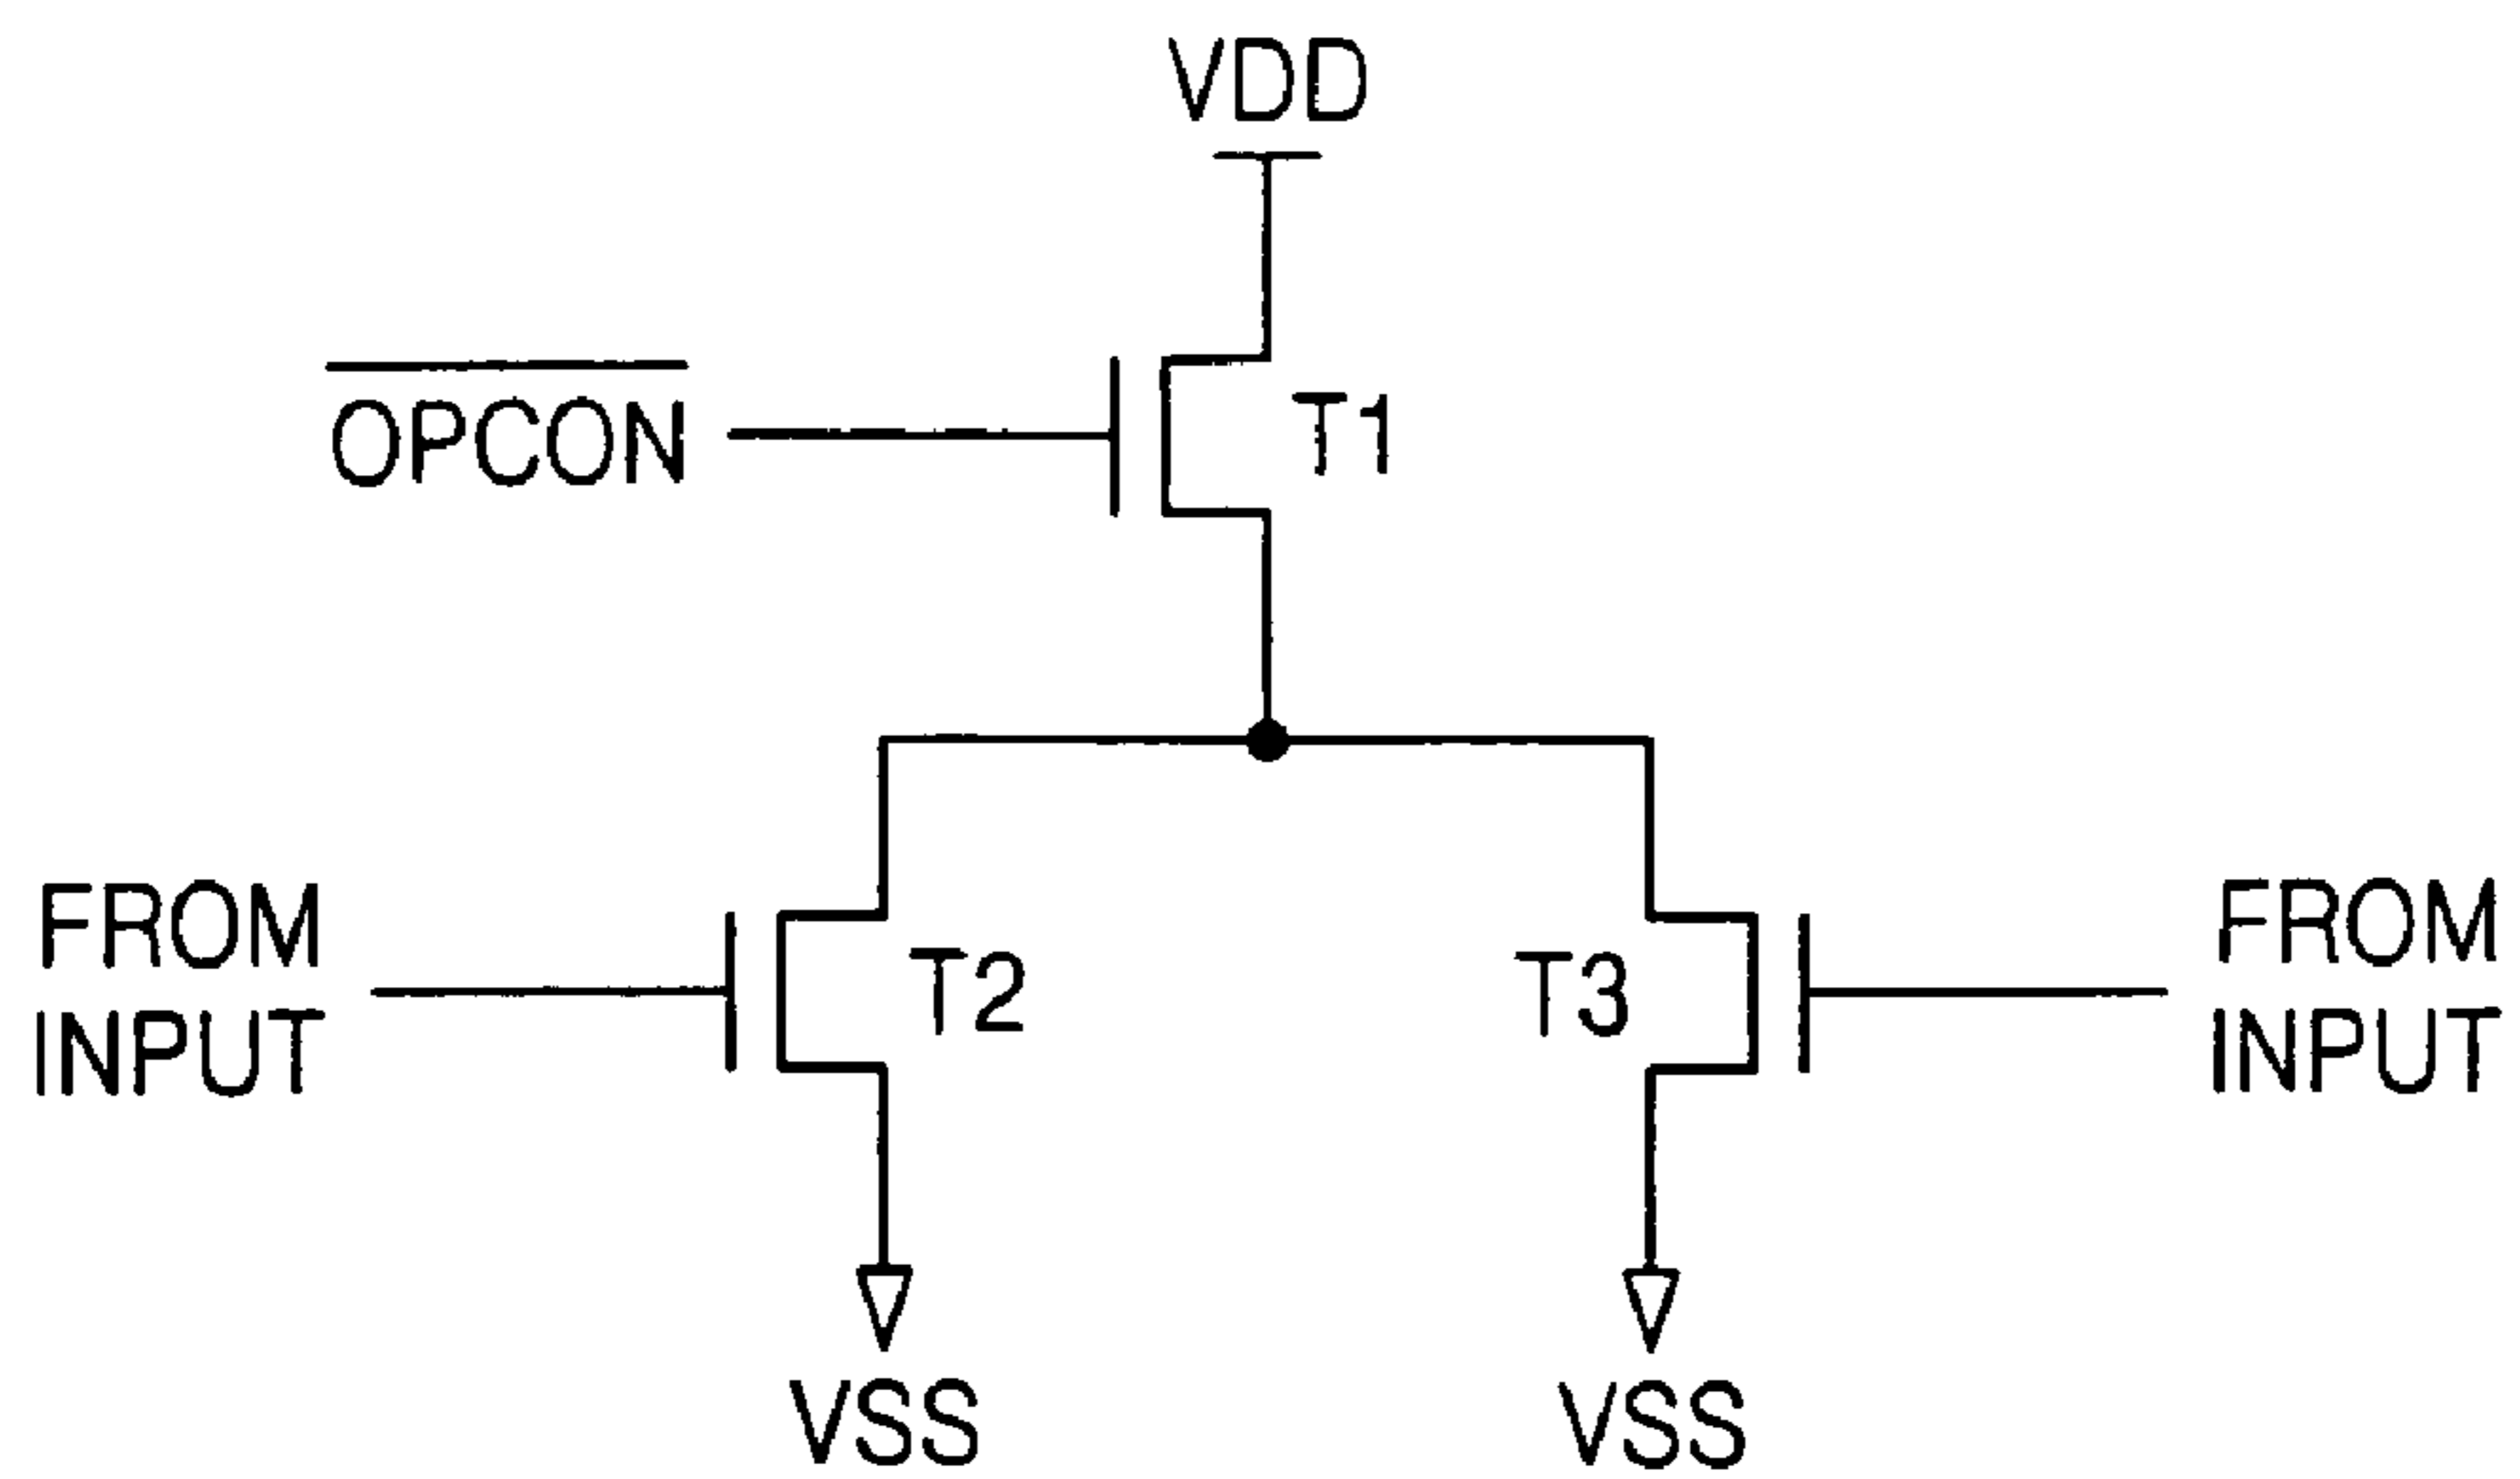 VDD
OPCON
T1
FROM
INPUT
T2
T3
FROM
INPUT
VSS
VSS